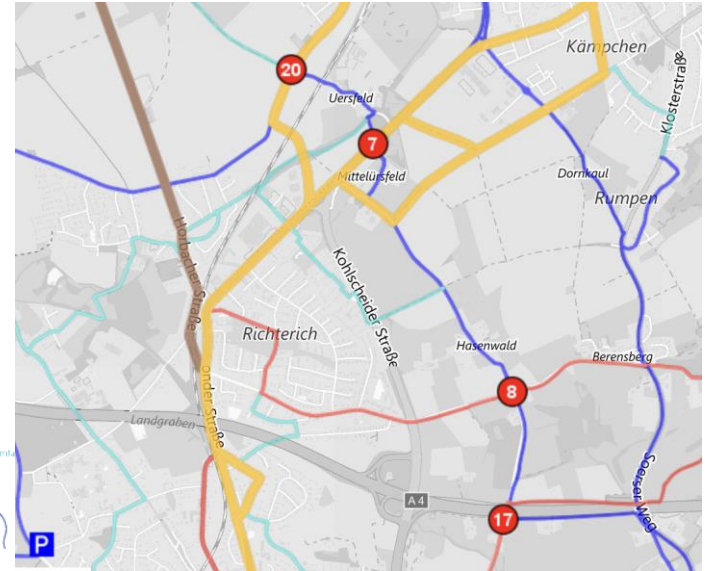 Kämpchen
20
Klosterstraße
Uersfeld
7
Mittelürsfeld
Dornkaul
Rumpen
Horbacher Straße
Kohlscheider Straße
Richterich
Hasenwald
Berensberg
8
onder Straße
Landgraben
Soerser Weg
A 4
17
P